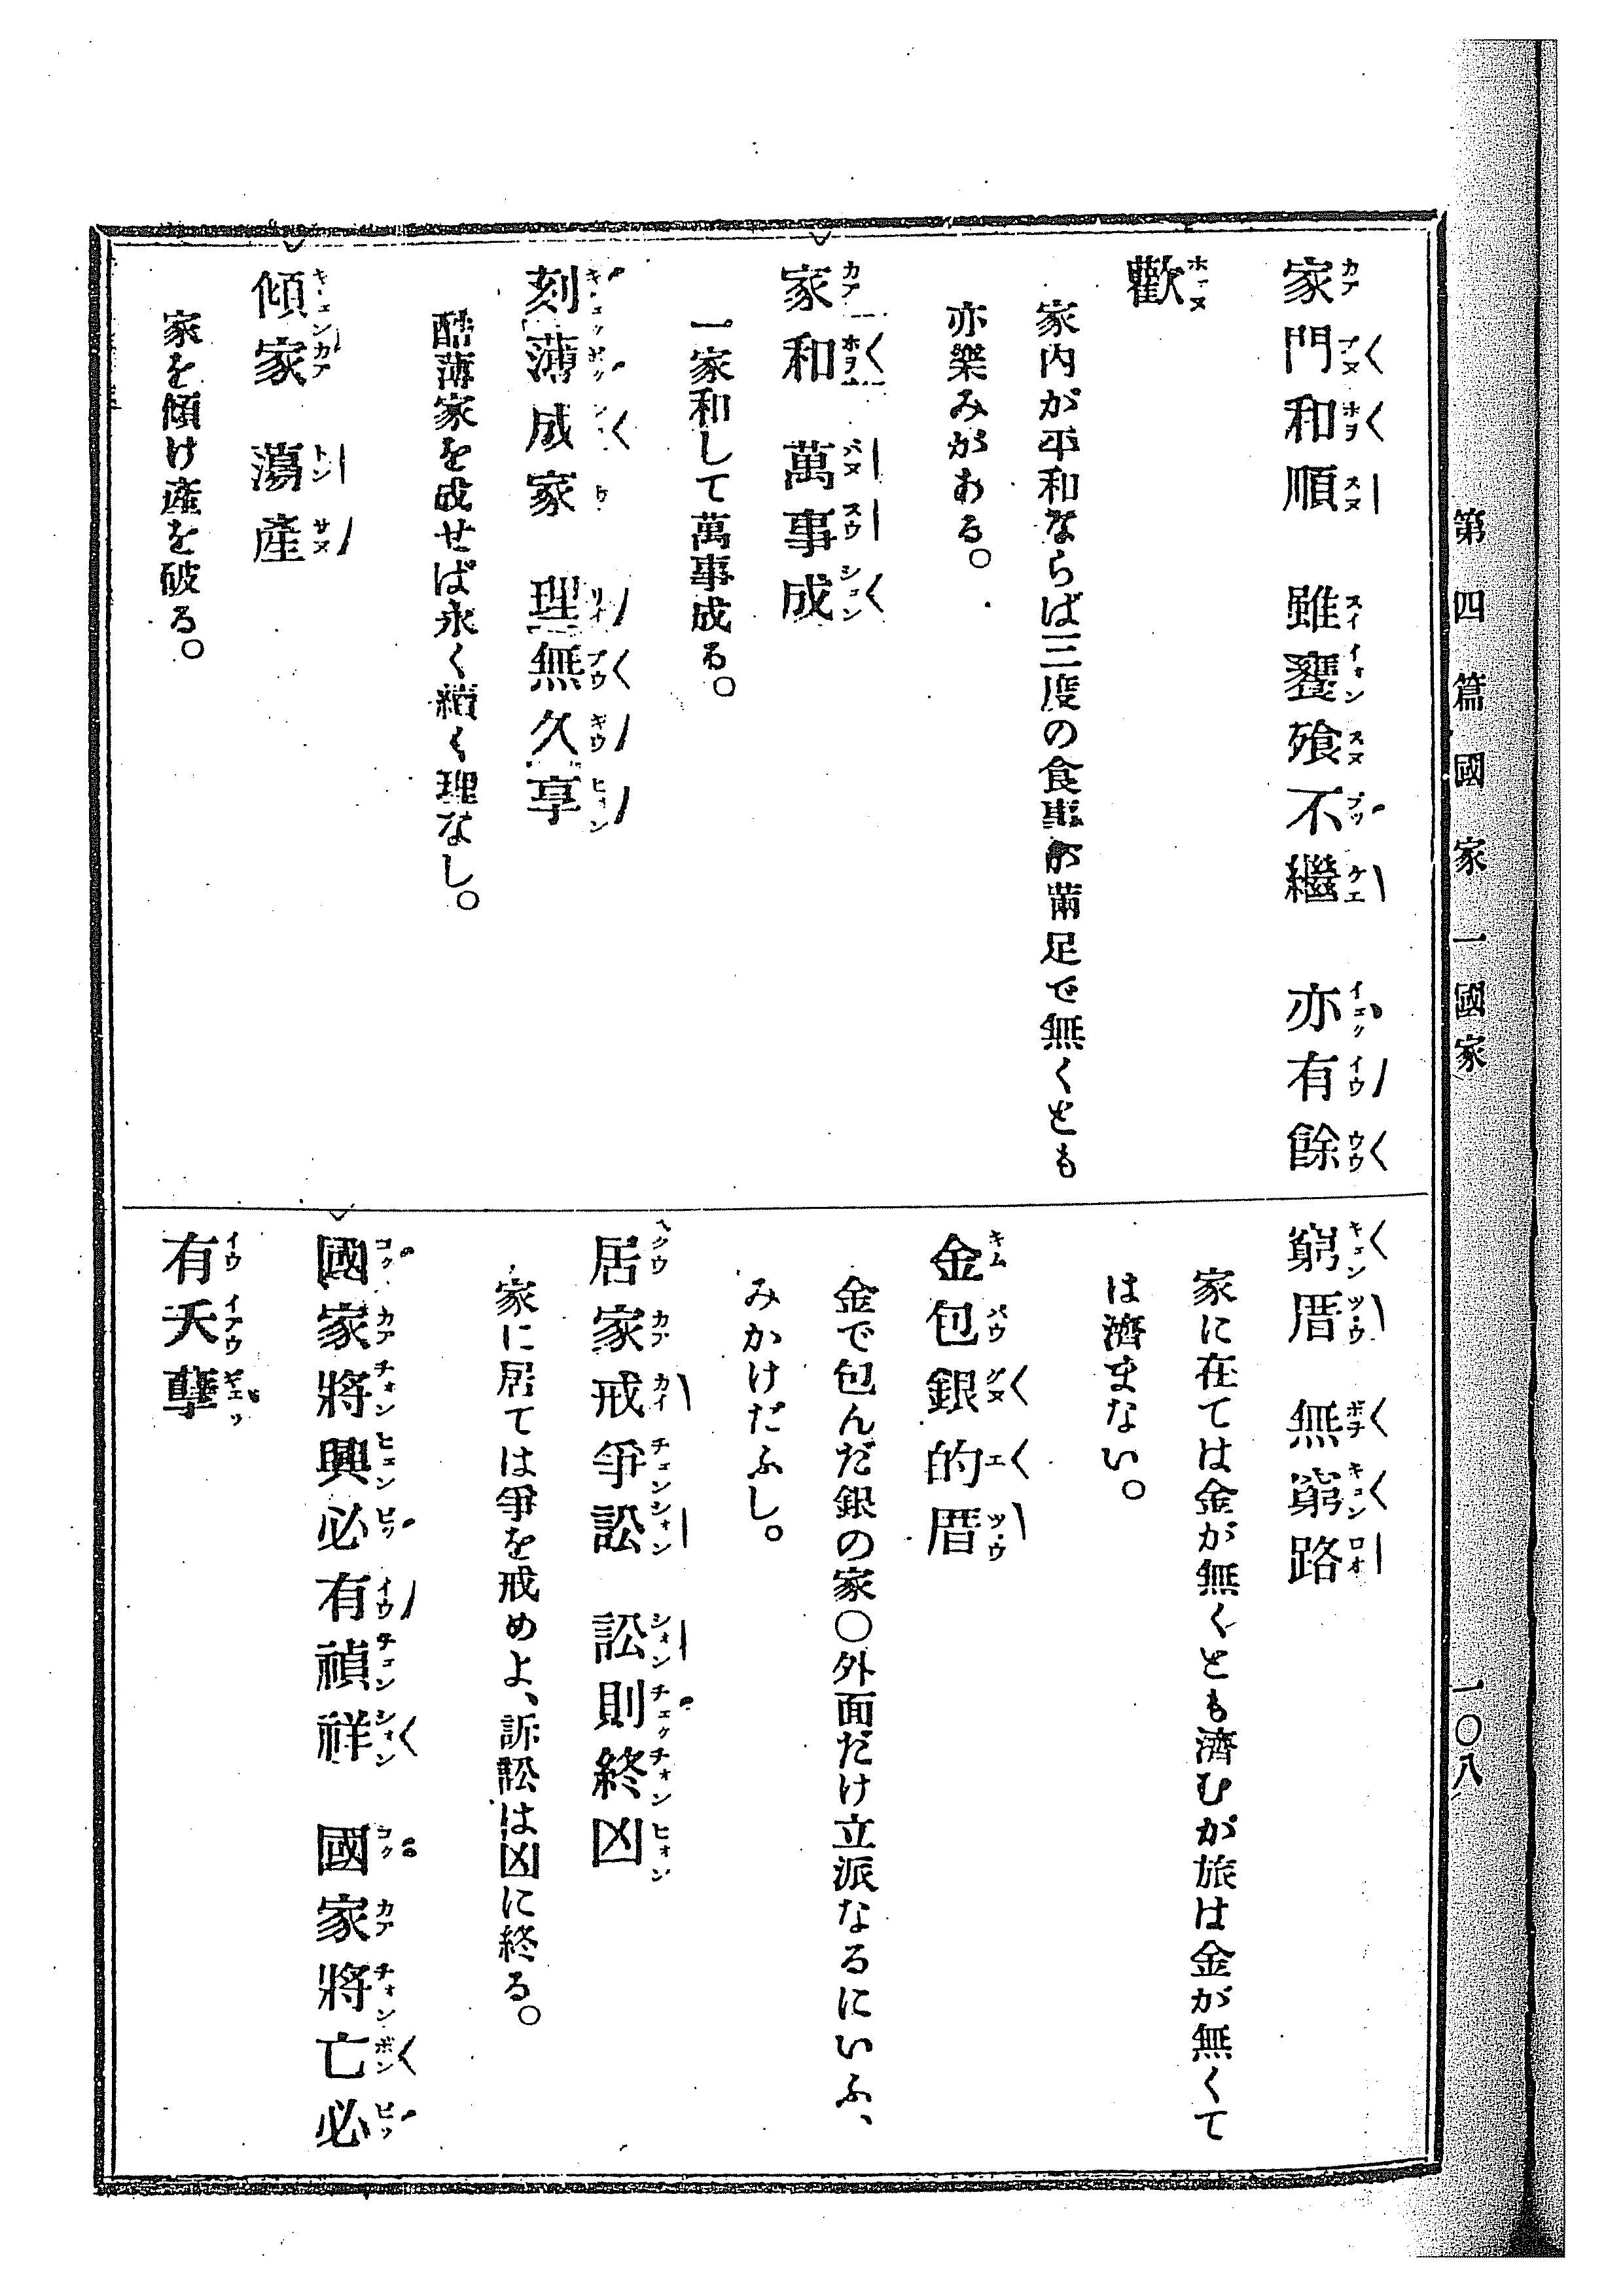 第四篇 國家 一國家 一〇八
家門和順 雖饔飱不繼 亦有餘
歡
家內が平和ならば三度の食事が滿足で無くとも
亦樂みがある。
家和 萬事成
一家和して萬事成る。
刻薄成家 理無久享
酷薄家を成せば永く續く理なし。
傾家 蕩產
家を傾け產を破る。
窮厝 無窮路
家に在ては金が無くとも濟むが旅は金が無くて
は濟まない。
金包銀的厝
金で包んだ銀の家〇外面だけ立派なるにいふ、
みかけだふし。
居家戒爭訟 訟則終凶
家に居ては爭を戒めよ、訴訟は凶に終る。
國家將興必有禎祥 國家將亡必
有夭孽